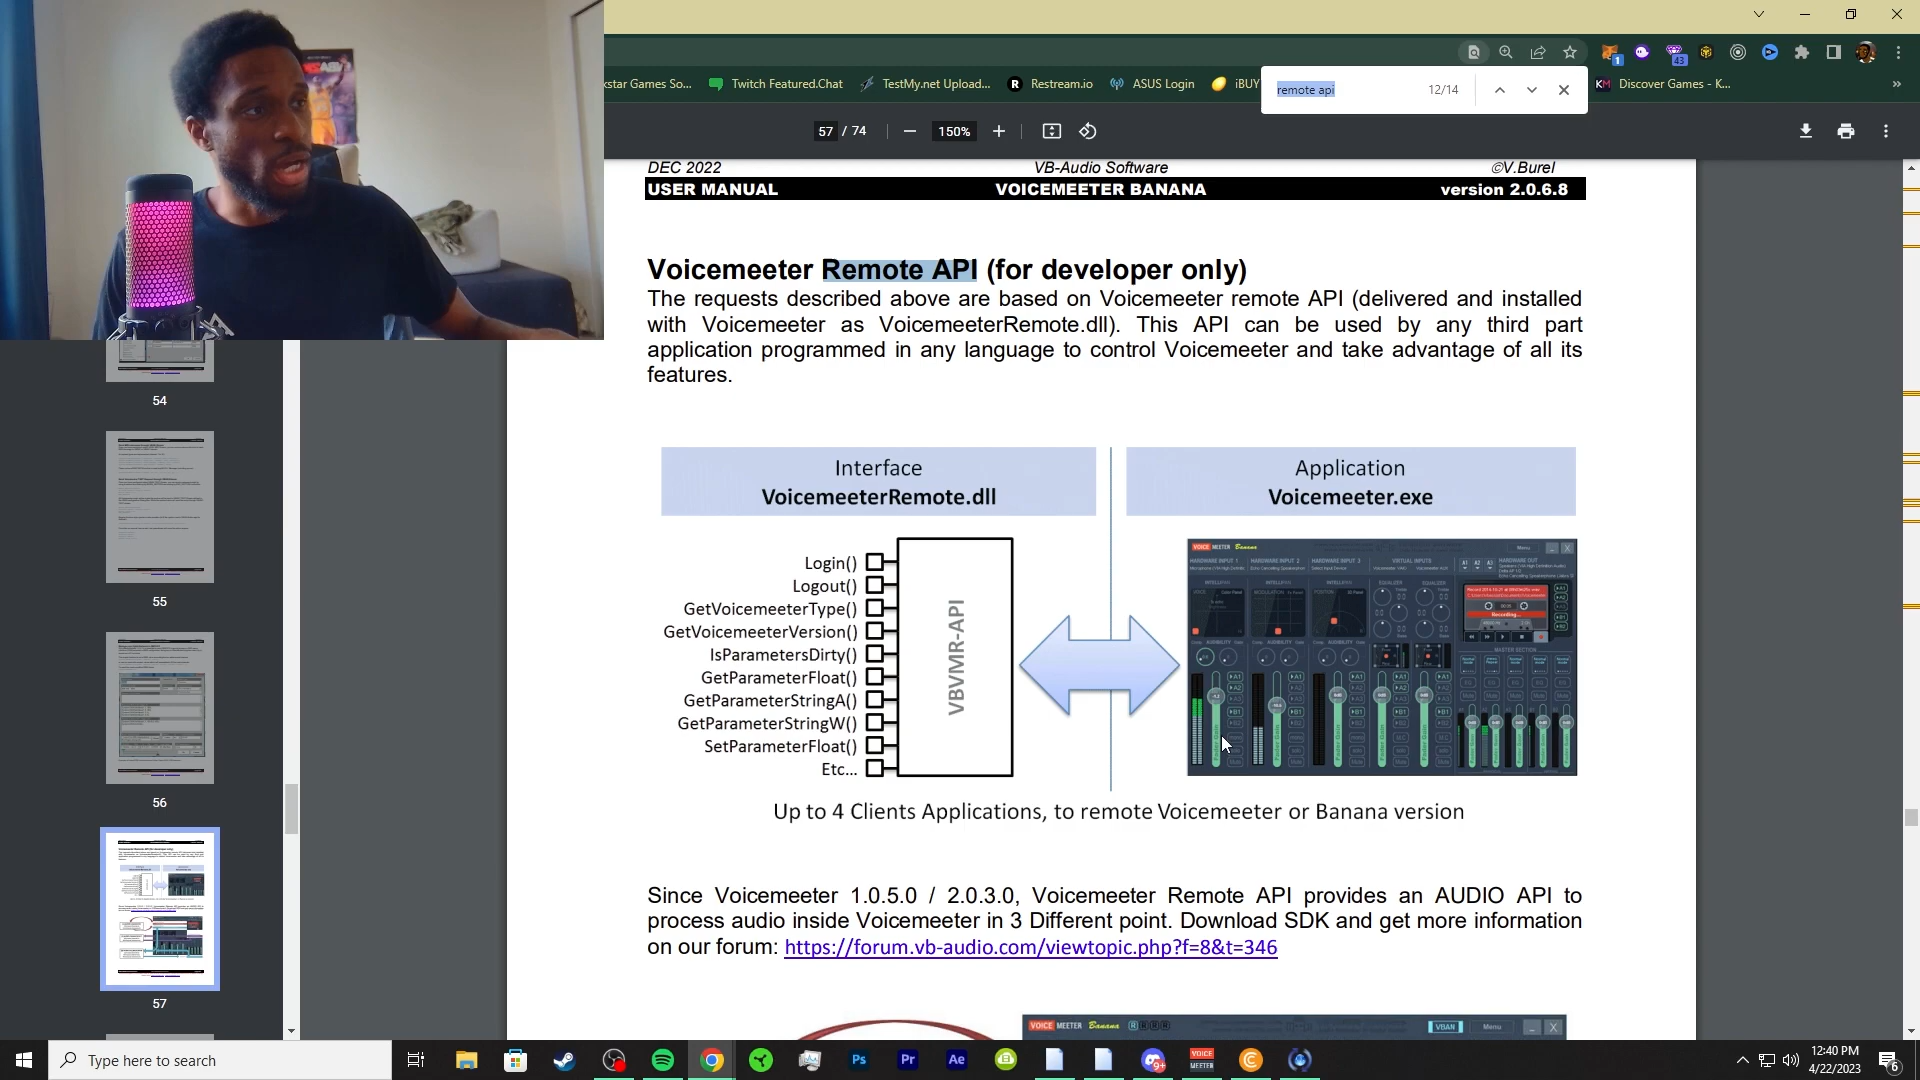 kstar Games So...
Twitch Featured.Chat
TestMy.net Upload...
Restream.io
ASUS Login
iBUY
remote api
12/14
Discover Games - K...
57 / 74
150%
DEC 2022
VB-Audio Software
©V.Burel
USER MANUAL
VOICEMEETER BANANA
version 2.0.6.8
Voicemeeter Remote API (for developer only)
The requests described above are based on Voicemeeter remote API (delivered and installed
with Voicemeeter as VoicemeeterRemote.dll). This API can be used by any third part
application programmed in any language to control Voicemeeter and take advantage of all its
features.
Interface
VoicemeeterRemote.dll
Application
Voicemeeter.exe
Login()
Logout()
GetVoicemeeterType()
GetVoicemeeterVersion()
IsParametersDirty()
GetParameterFloat()
GetParameterStringA()
GetParameterStringW()
SetParameterFloat()
Etc...
VBVMR-API
Up to 4 Clients Applications, to remote Voicemeeter or Banana version
Since Voicemeeter 1.0.5.0 / 2.0.3.0, Voicemeeter Remote API provides an AUDIO API to
process audio inside Voicemeeter in 3 Different point. Download SDK and get more information
on our forum: https://forum.vb-audio.com/viewtopic.php?f=8&t=346
VOICE MEETER Banana
VBAN
Menu
54
55
56
57
Type here to search
12:40 PM
4/22/2023